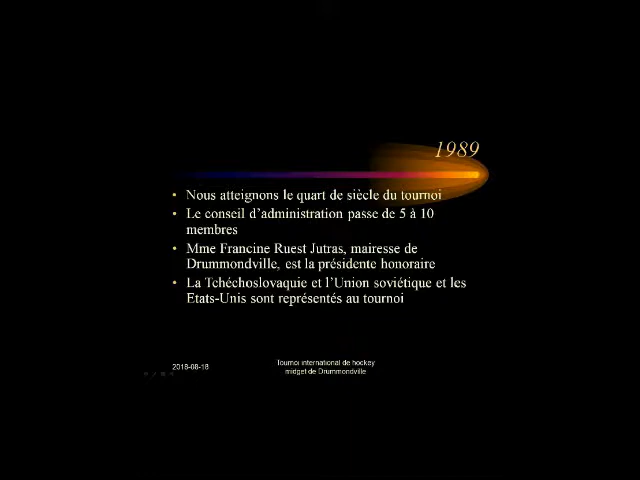 1989
• Nous atteignons le quart de siècle du tournoi
• Le conseil d’administration passe de 5 à 10
membres
• Mme Francine Ruest Jutras, mairesse de
Drummondville, est la présidente honoraire
• La Tchéchoslovaquie et l’Union soviétique et les
Etats-Unis sont représentés au tournoi
2018-08-18
Tournoi international de hockey
midget de Drummondville